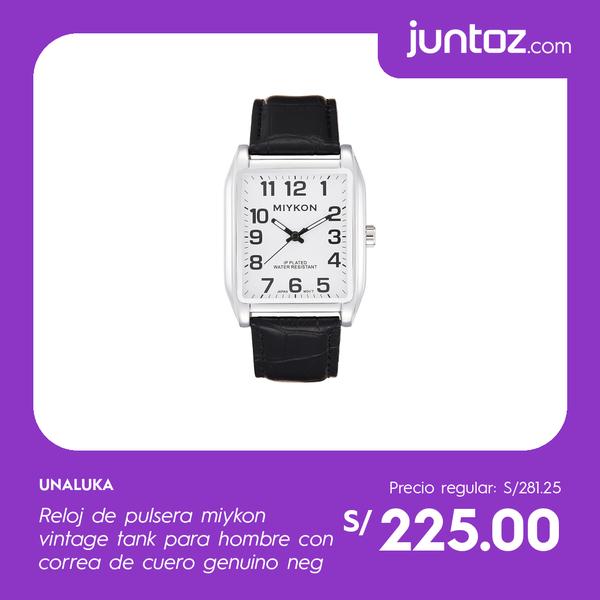 juntoz.com
11 12
MIYKON
10 2
9 3
8 4
IP PLATED
WATER RESISTANT
7 6 5
JAPAN MOV'T
UNALUKA
Reloj de pulsera miykon
vintage tank para hombre con
correa de cuero genuino neg
Precio regular: S/281.25
S/ 225.00